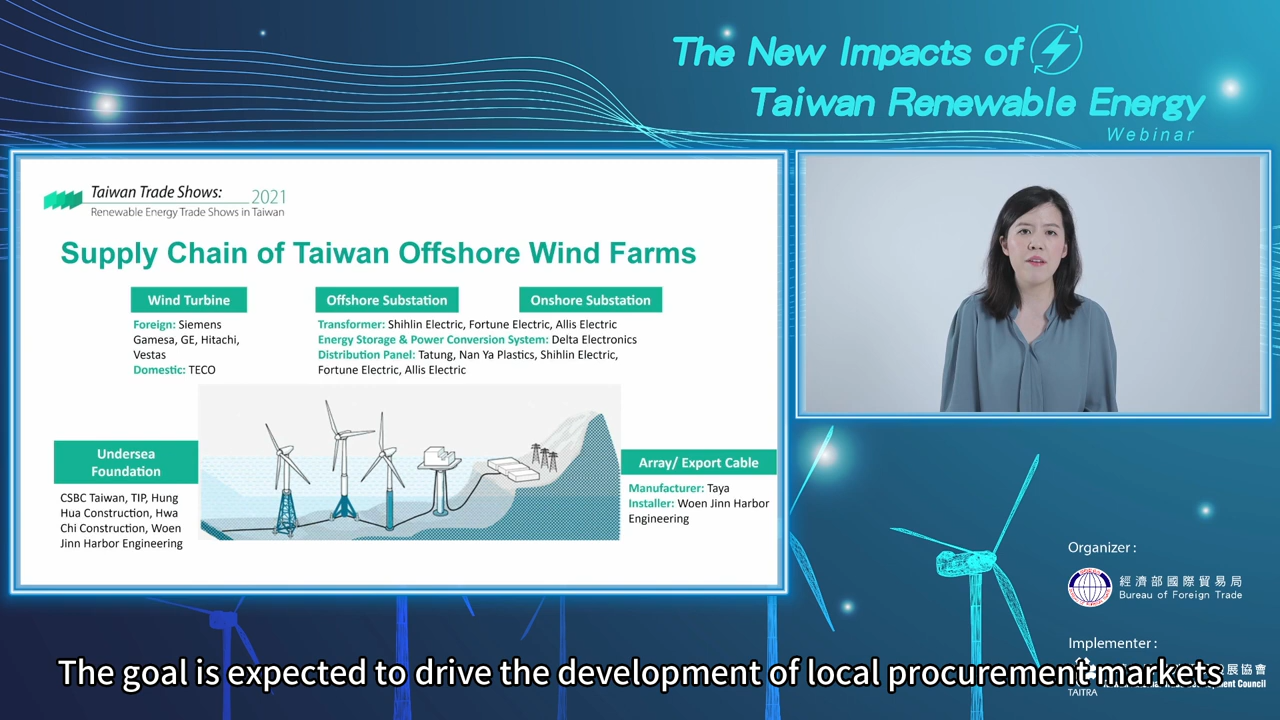 The New Impacts of
Taiwan Renewable Energy
Webinar
Taiwan Trade Shows: 2021
Renewable Energy Trade Shows in Taiwan
Supply Chain of Taiwan Offshore Wind Farms
Wind Turbine
Foreign: Siemens
Gamesa, GE, Hitachi,
Vestas
Domestic: TECO
Offshore Substation
Onshore Substation
Transformer: Shihlin Electric, Fortune Electric, Allis Electric
Energy Storage & Power Conversion System: Delta Electronics
Distribution Panel: Tatung, Nan Ya Plastics, Shihlin Electric,
Fortune Electric, Allis Electric
Undersea
Foundation
CSBC Taiwan, TIP, Hung
Hua Construction, Hwa
Chi Construction, Woen
Jinn Harbor Engineering
Array/ Export Cable
Manufacturer: Taya
Installer: Woen Jinn Harbor
Engineering
Organizer :
經濟部國際貿易局
Bureau of Foreign Trade
Implementer :
展協會
Council
TAITRA
The goal is expected to drive the development of local procurement markets